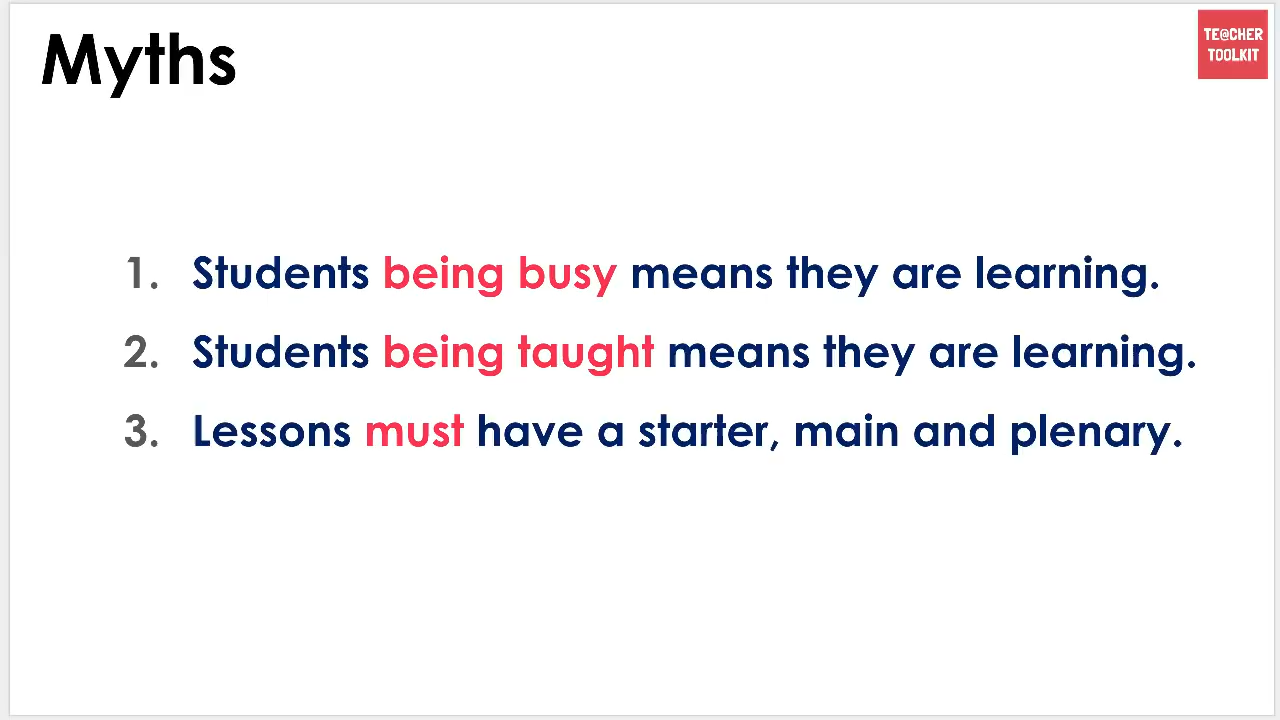 Myths
TE@CHER
TOOLKIT
1. Students being busy means they are learning.
2. Students being taught means they are learning.
3. Lessons must have a starter, main and plenary.